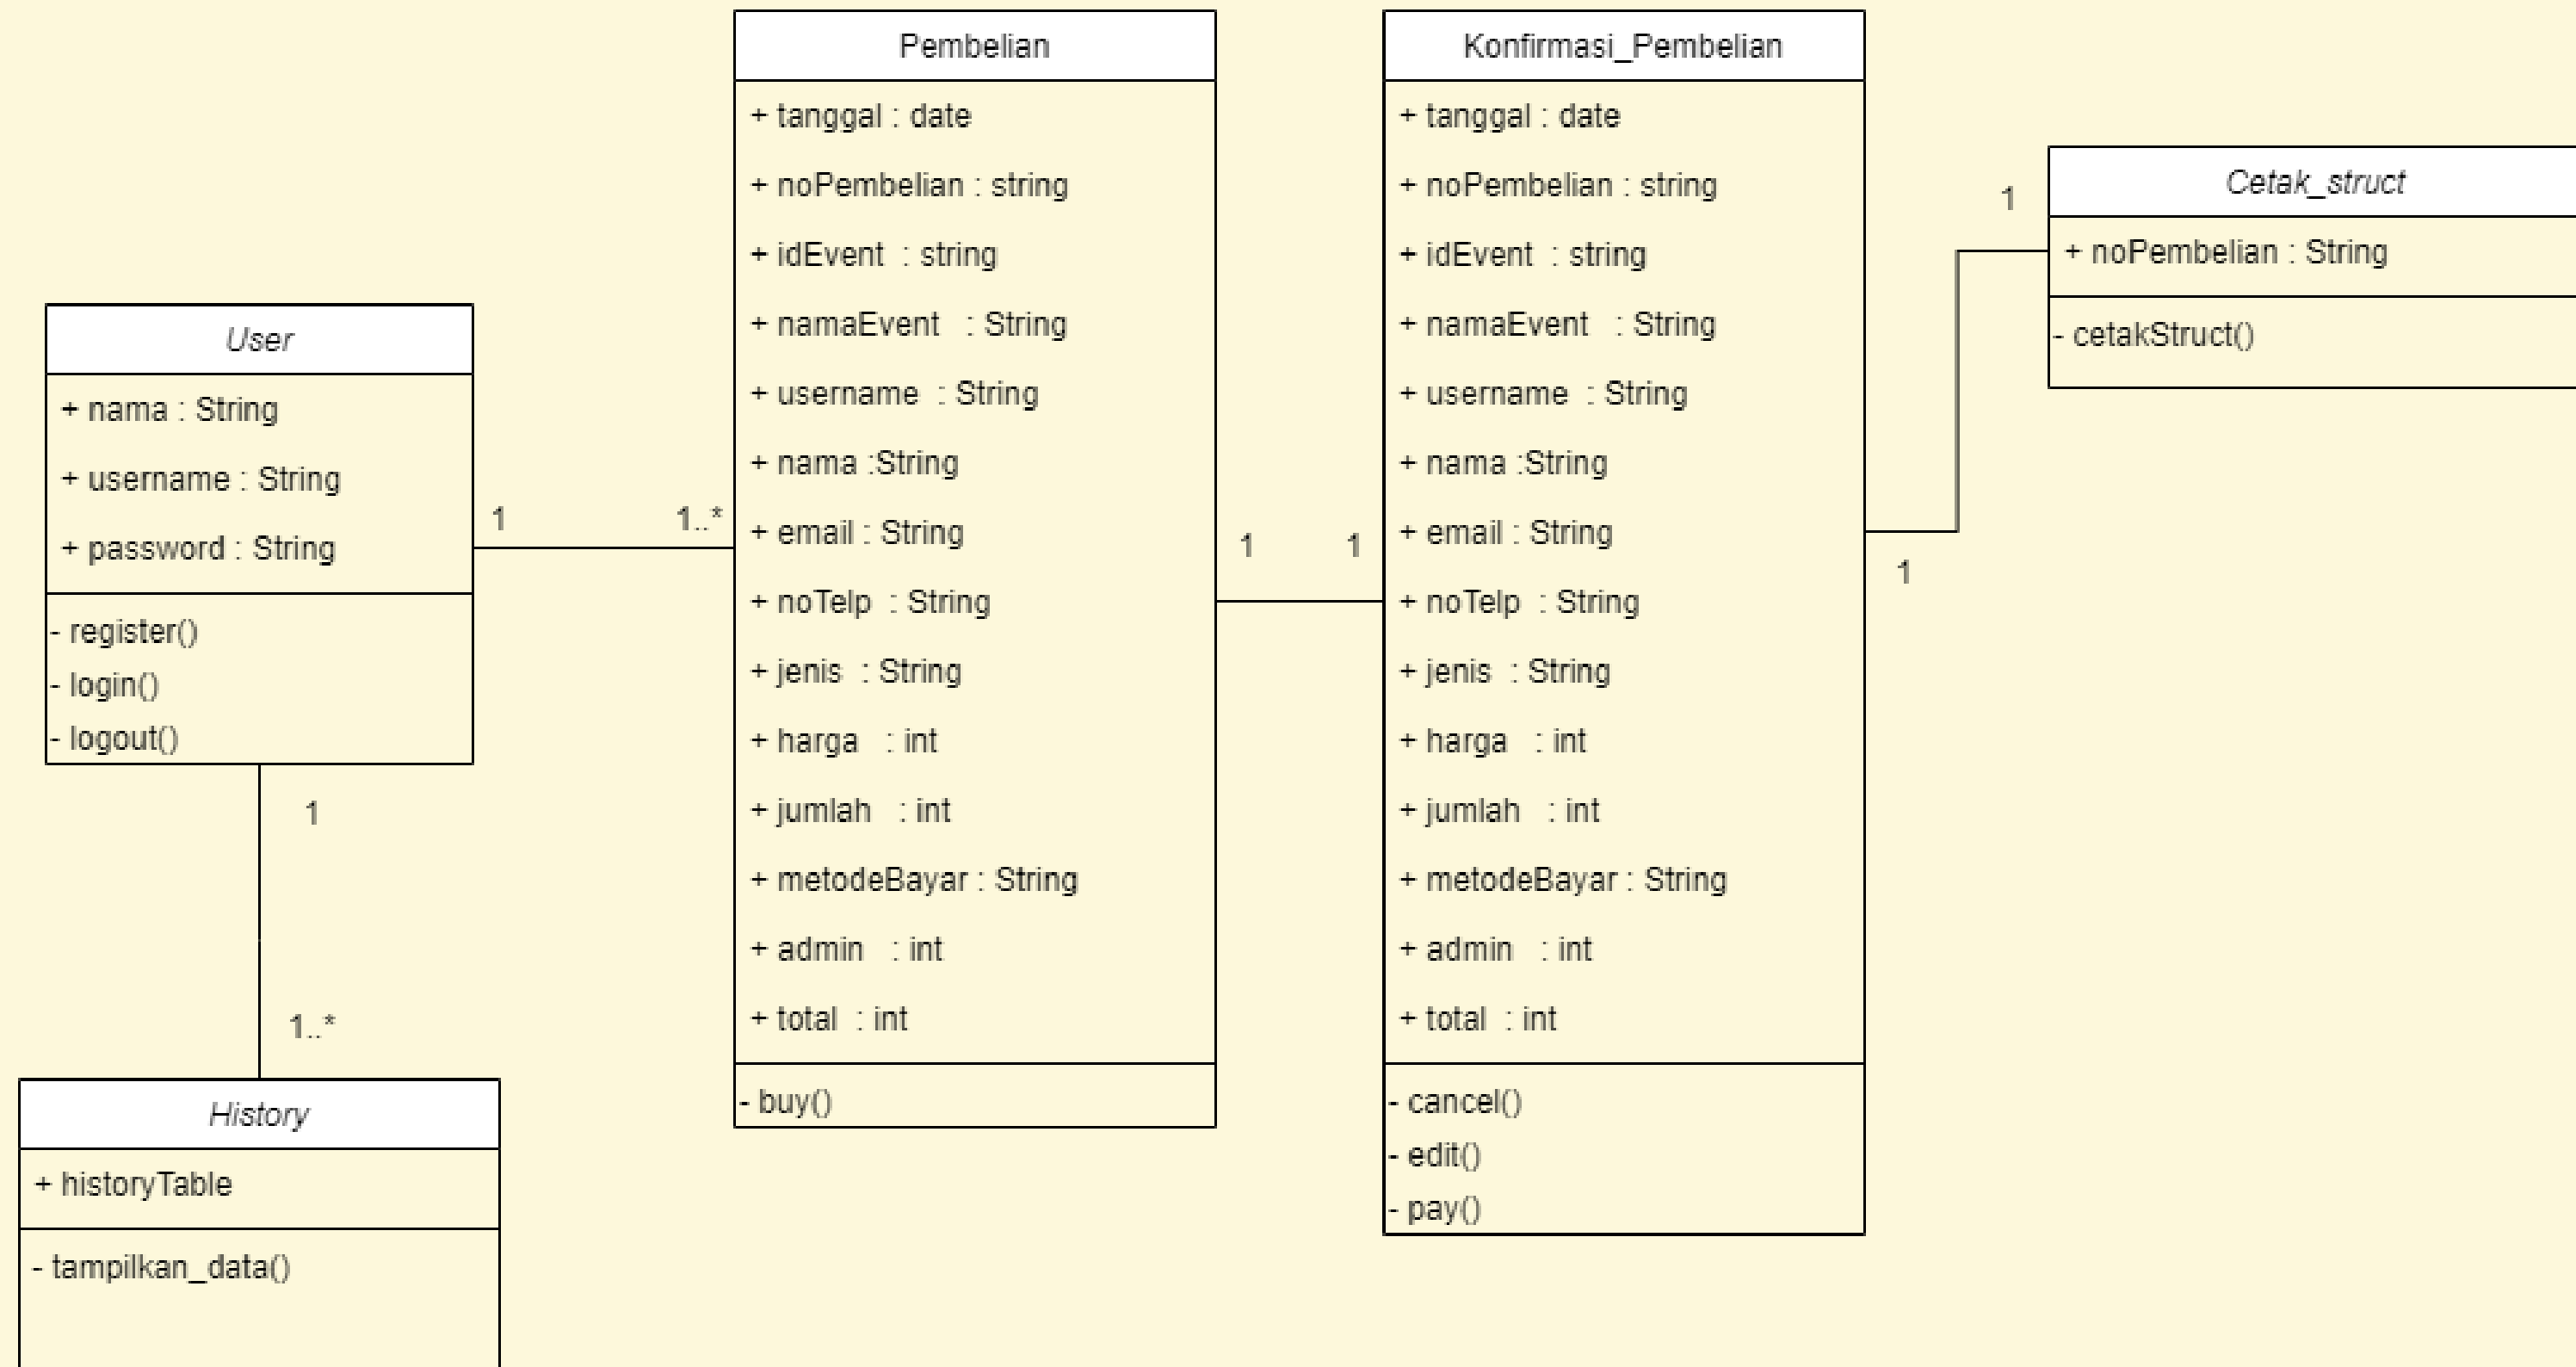 User
+ nama : String
+ username : String
+ password : String
- register()
- login()
- logout()
1
1..*
1
1..*
History
+ historyTable
- tampilkan_data()
Pembelian
+ tanggal : date
+ noPembelian : string
+ idEvent : string
+ namaEvent : String
+ username : String
+ nama :String
+ email : String
+ noTelp : String
+ jenis : String
+ harga : int
+ jumlah : int
+ metodeBayar : String
+ admin : int
+ total : int
- buy()
1
1
Konfirmasi_Pembelian
+ tanggal : date
+ noPembelian : string
+ idEvent : string
+ namaEvent : String
+ username : String
+ nama :String
+ email : String
+ noTelp : String
+ jenis : String
+ harga : int
+ jumlah : int
+ metodeBayar : String
+ admin : int
+ total : int
- cancel()
- edit()
- pay()
1
1
Cetak_struct
+ noPembelian : String
- cetakStruct()